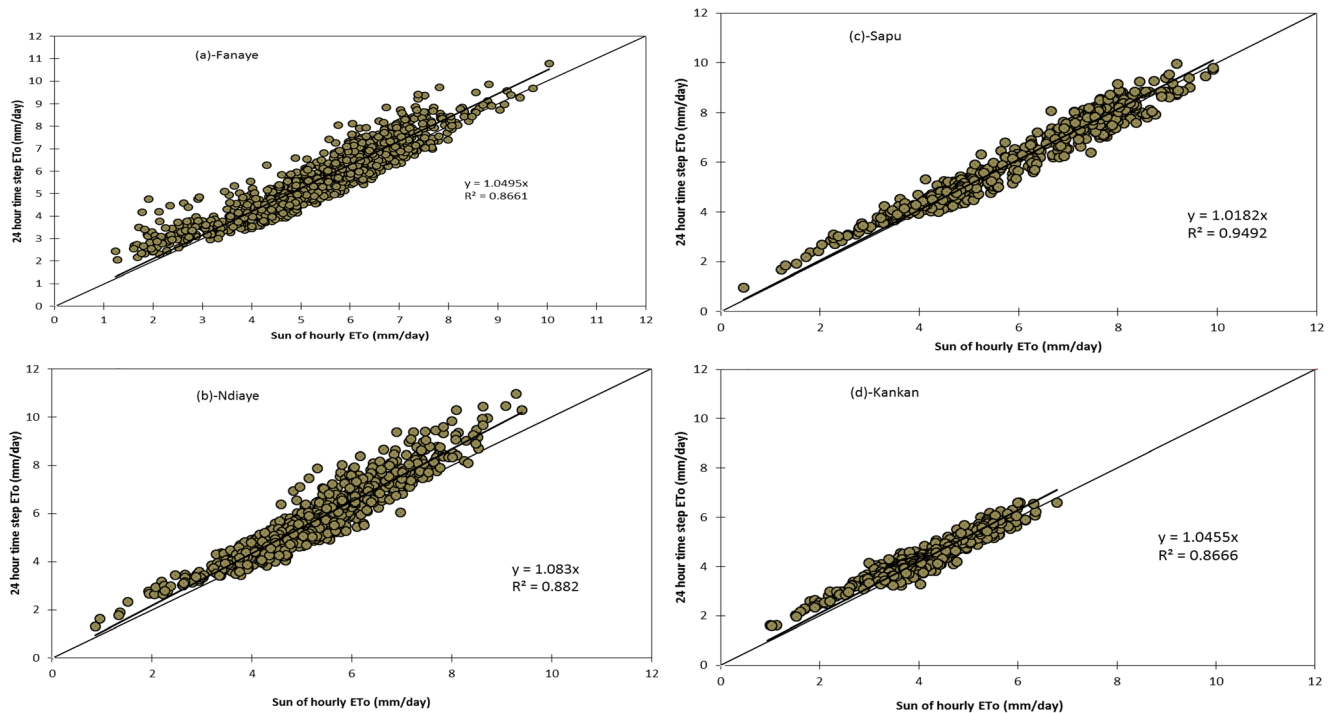 (a)-Fanaye
24 hour time step ETo (mm/day)
12
11
10
9
8
7
6
5
4
3
2
1
0
y = 1.0495x
R² = 0.8661
0 1 2 3 4 5 6 7 8 9 10 11 12
Sun of hourly ETo (mm/day)
(c)-Sapu
24 hour time step ETo (mm/day)
12
10
8
6
4
2
0
y = 1.0182x
R² = 0.9492
0 2 4 6 8 10 12
Sun of hourly ETo (mm/day)
(b)-Ndiaye
24 hour time step ETo (mm/day)
12
10
8
6
4
2
0
y = 1.083x
R² = 0.882
0 2 4 6 8 10 12
Sun of hourly ETo (mm/day)
(d)-Kankan
24 hour time step ETo (mm/day)
12
10
8
6
4
2
0
y = 1.0455x
R² = 0.8666
0 2 4 6 8 10 12
Sun of hourly ETo (mm/day)